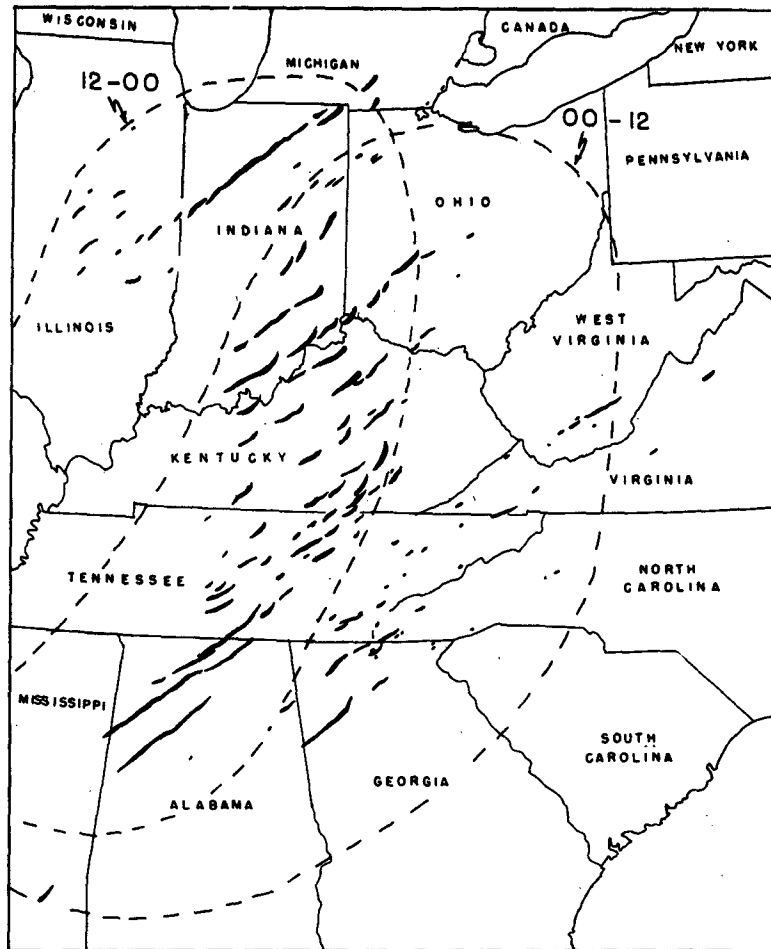 WISCONSIN
CANADA
NEW YORK
MICHIGAN
12-00
00-12
PENNSYLVANIA
OHIO
INDIANA
ILLINOIS
WEST
VIRGINIA
KENTUCKY
VIRGINIA
TENNESSEE
NORTH
CAROLINA
MISSISSIPPI
SOUTH
CAROLINA
GEORGIA
ALABAMA